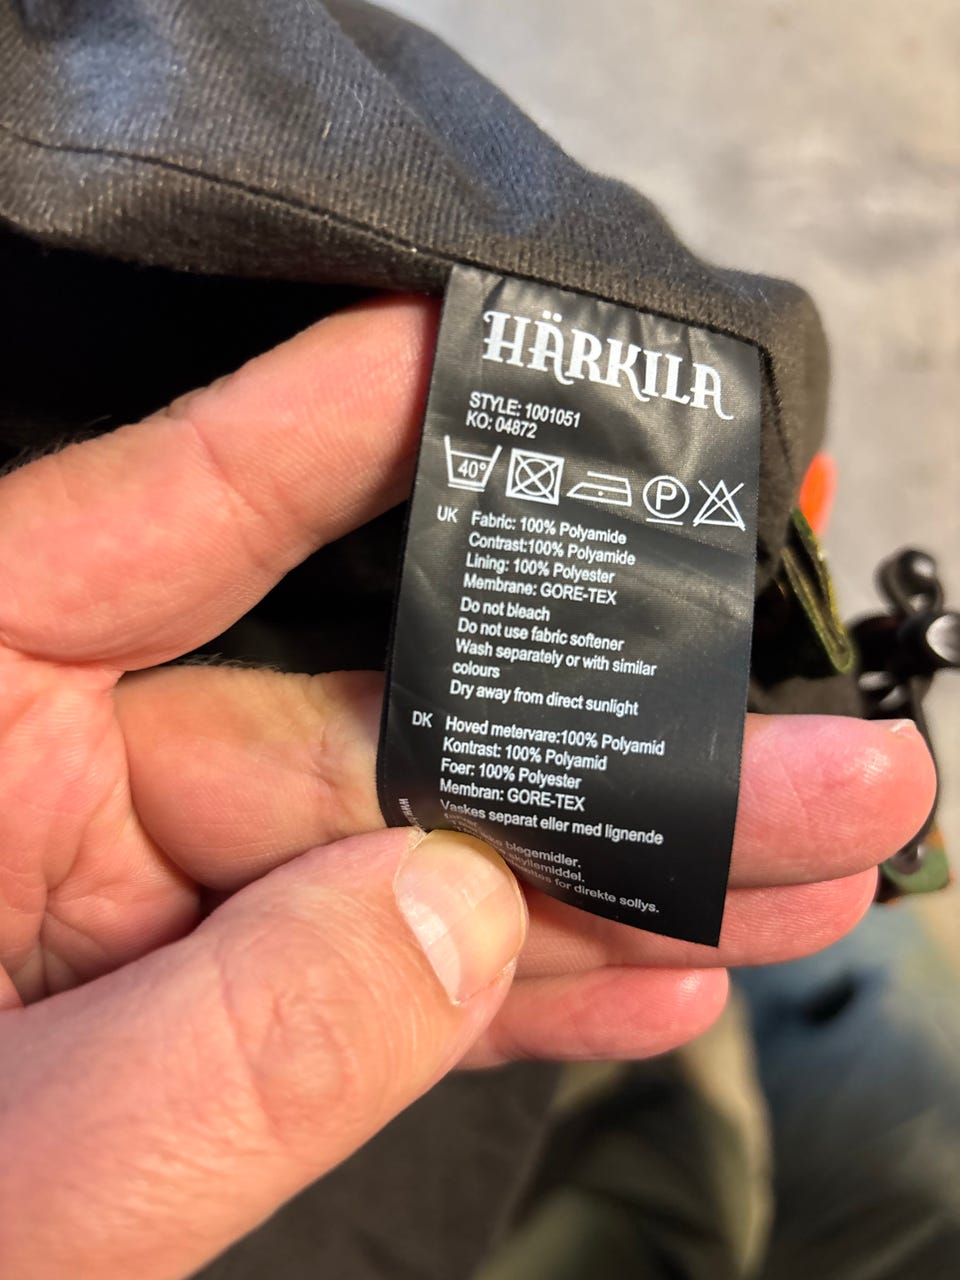 HÄRKILA
STYLE: 1001051
KO: 04872
40° P
UK Fabric: 100% Polyamide
Contrast:100% Polyamide
Lining: 100% Polyester
Membrane: GORE-TEX
Do not bleach
Do not use fabric softener
Wash separately or with similar
colours
Dry away from direct sunlight
DK Hoved metervare:100% Polyamid
Kontrast: 100% Polyamid
Foer: 100% Polyester
Membran: GORE-TEX
Vaskes separat eller med lignende
blegemidler.
skyllemiddel.
for direkte sollys.